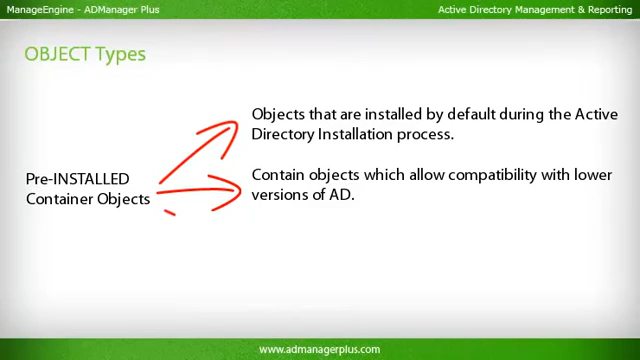 ManageEngine - ADManager Plus
Active Directory Management & Reporting
OBJECT Types
Objects that are installed by default during the Active
Directory Installation process.
Pre-INSTALLED
Container Objects
Contain objects which allow compatibility with lower
versions of AD.
www.admanagerplus.com